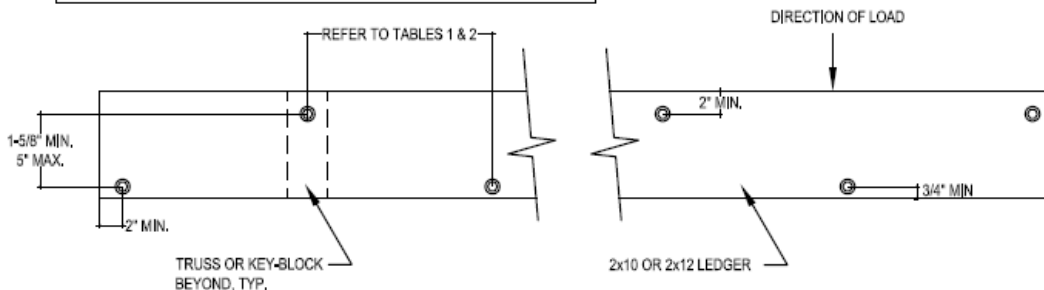 DIRECTION OF LOAD
REFER TO TABLES 1 & 2
2" MIN.
1-5/8" MIN.
5" MAX.
3/4" MIN
2" MIN.
TRUSS OR KEY-BLOCK
BEYOND, TYP.
2x10 OR 2x12 LEDGER